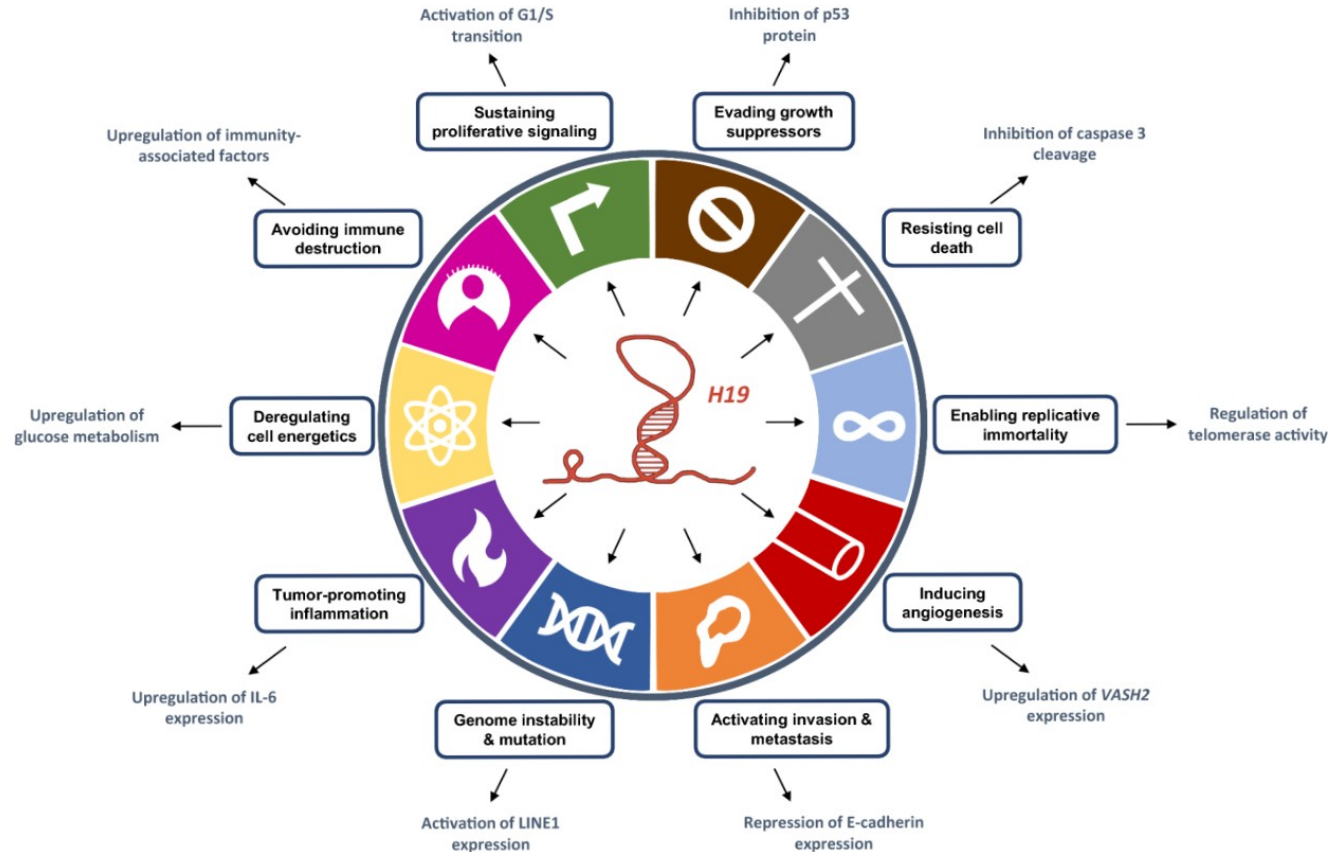 Activation of G1/S
transition
Inhibition of p53
protein
Sustaining
proliferative signaling
Evading growth
suppressors
Upregulation of immunity-
associated factors
Inhibition of caspase 3
cleavage
Avoiding immune
destruction
Resisting cell
death
H19
Upregulation of
glucose metabolism
Deregulating
cell energetics
Enabling replicative
immortality
Regulation of
telomerase activity
Tumor-promoting
inflammation
Inducing
angiogenesis
Upregulation of IL-6
expression
Genome instability
& mutation
Activating invasion &
metastasis
Upregulation of VASH2
expression
Activation of LINE1
expression
Repression of E-cadherin
expression